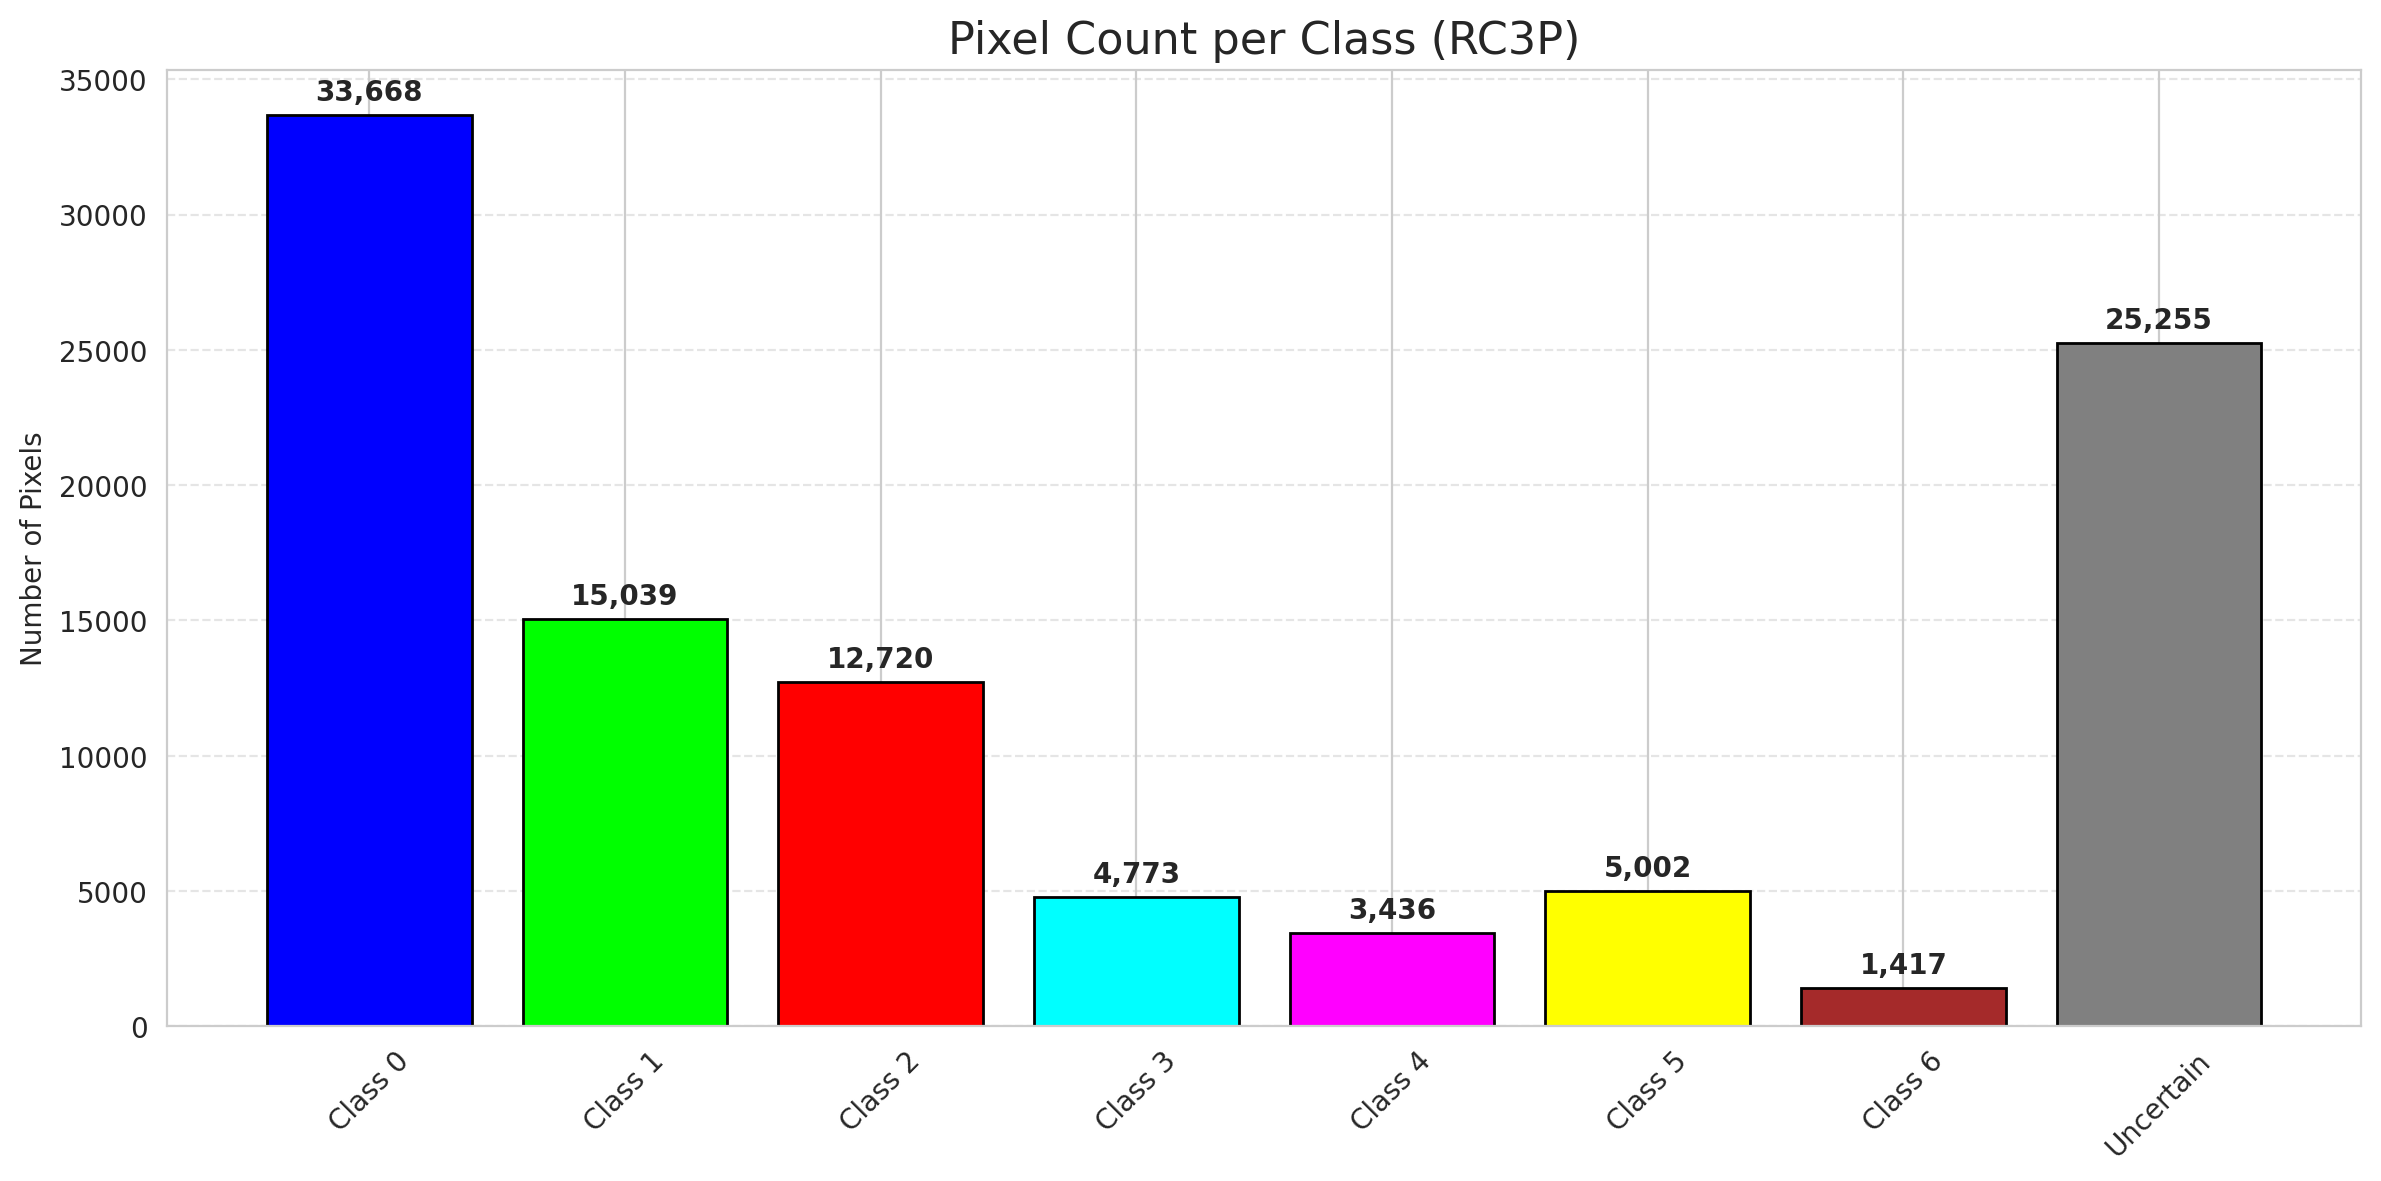 Pixel Count per Class (RC3P)
Number of Pixels
35000
30000
25000
20000
15000
10000
5000
0
33,668
15,039
12,720
4,773
3,436
5,002
1,417
25,255
Class 0
Class 1
Class 2
Class 3
Class 4
Class 5
Class 6
Uncertain